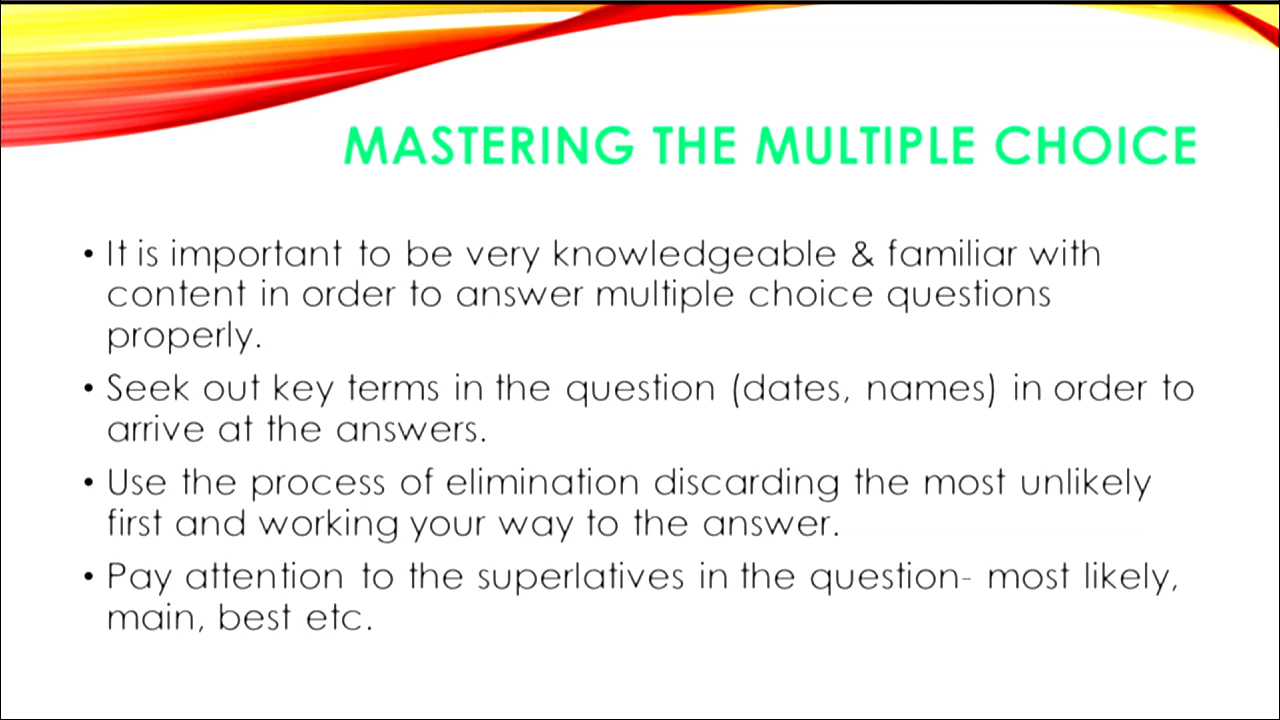 MASTERING THE MULTIPLE CHOICE
• It is important to be very knowledgeable & familiar with
content in order to answer multiple choice questions
properly.
• Seek out key terms in the question (dates, names) in order to
arrive at the answers.
• Use the process of elimination discarding the most unlikely
first and working your way to the answer.
• Pay attention to the superlatives in the question- most likely,
main, best etc.